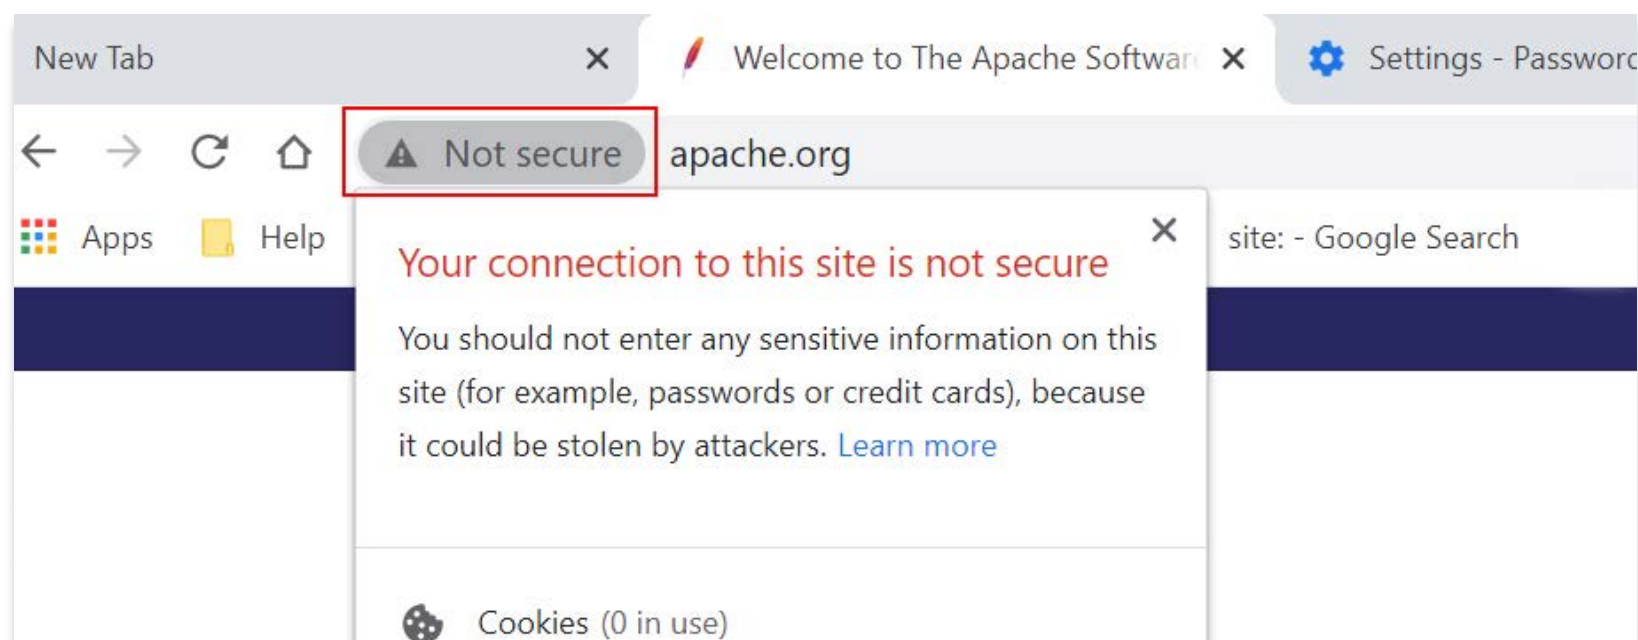 New Tab
Welcome to The Apache Softwar
Settings - Password
Not secure
apache.org
Apps
Help
site: - Google Search
Your connection to this site is not secure
You should not enter any sensitive information on this
site (for example, passwords or credit cards), because
it could be stolen by attackers. Learn more
Cookies (0 in use)